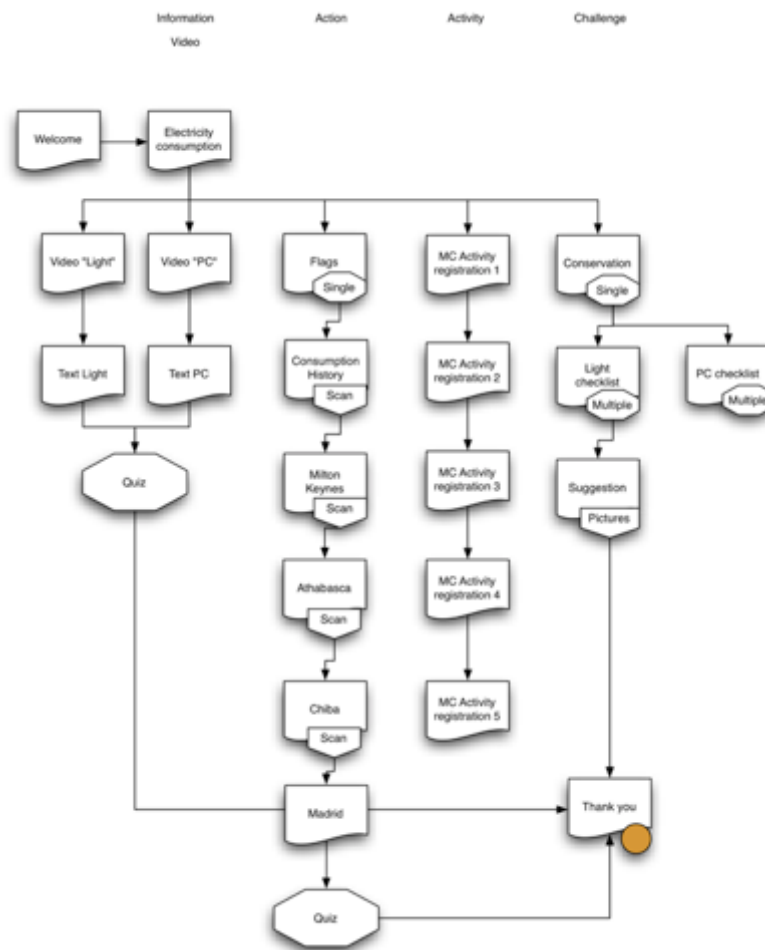 Information
Action
Activity
Challenge
Video
Welcome
Electricity
consumption
Video "Light"
Video "PC"
Flags
Single
MC Activity
registration 1
Conservation
Single
Text Light
Text PC
Consumption
History
Scan
MC Activity
registration 2
Light
checklist
Multiple
PC checklist
Multiple
Quiz
Milton
Keynes
Scan
MC Activity
registration 3
Suggestion
Pictures
Athabasca
Scan
MC Activity
registration 4
Chiba
Scan
MC Activity
registration 5
Madrid
Thank you
Quiz